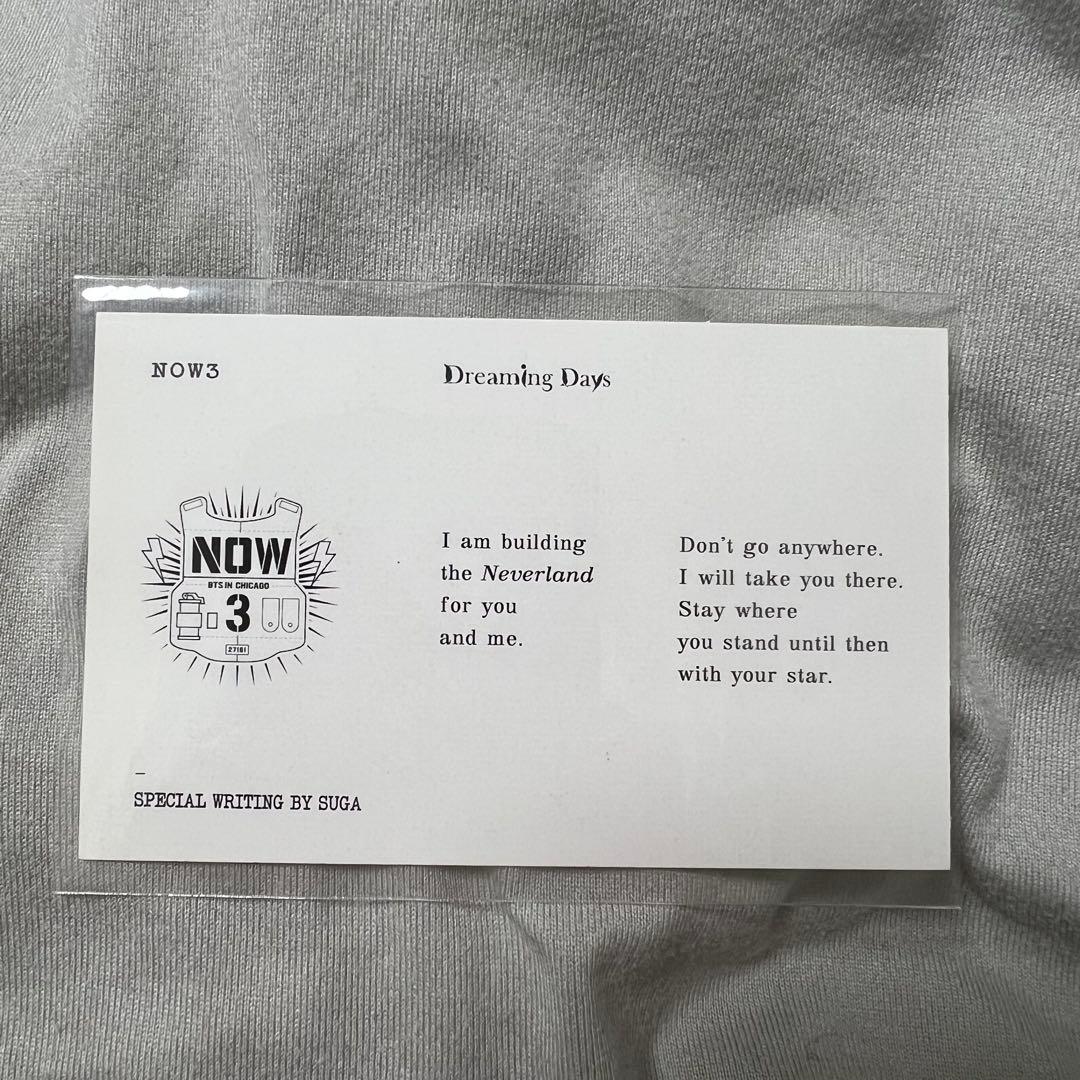 NOW3
Dreaming Days
NOW
BTS IN CHICAGO
3
27161
I am building
the Neverland
for you
and me.
Don't go anywhere.
I will take you there.
Stay where
you stand until then
with your star.
SPECIAL WRITING BY SUGA